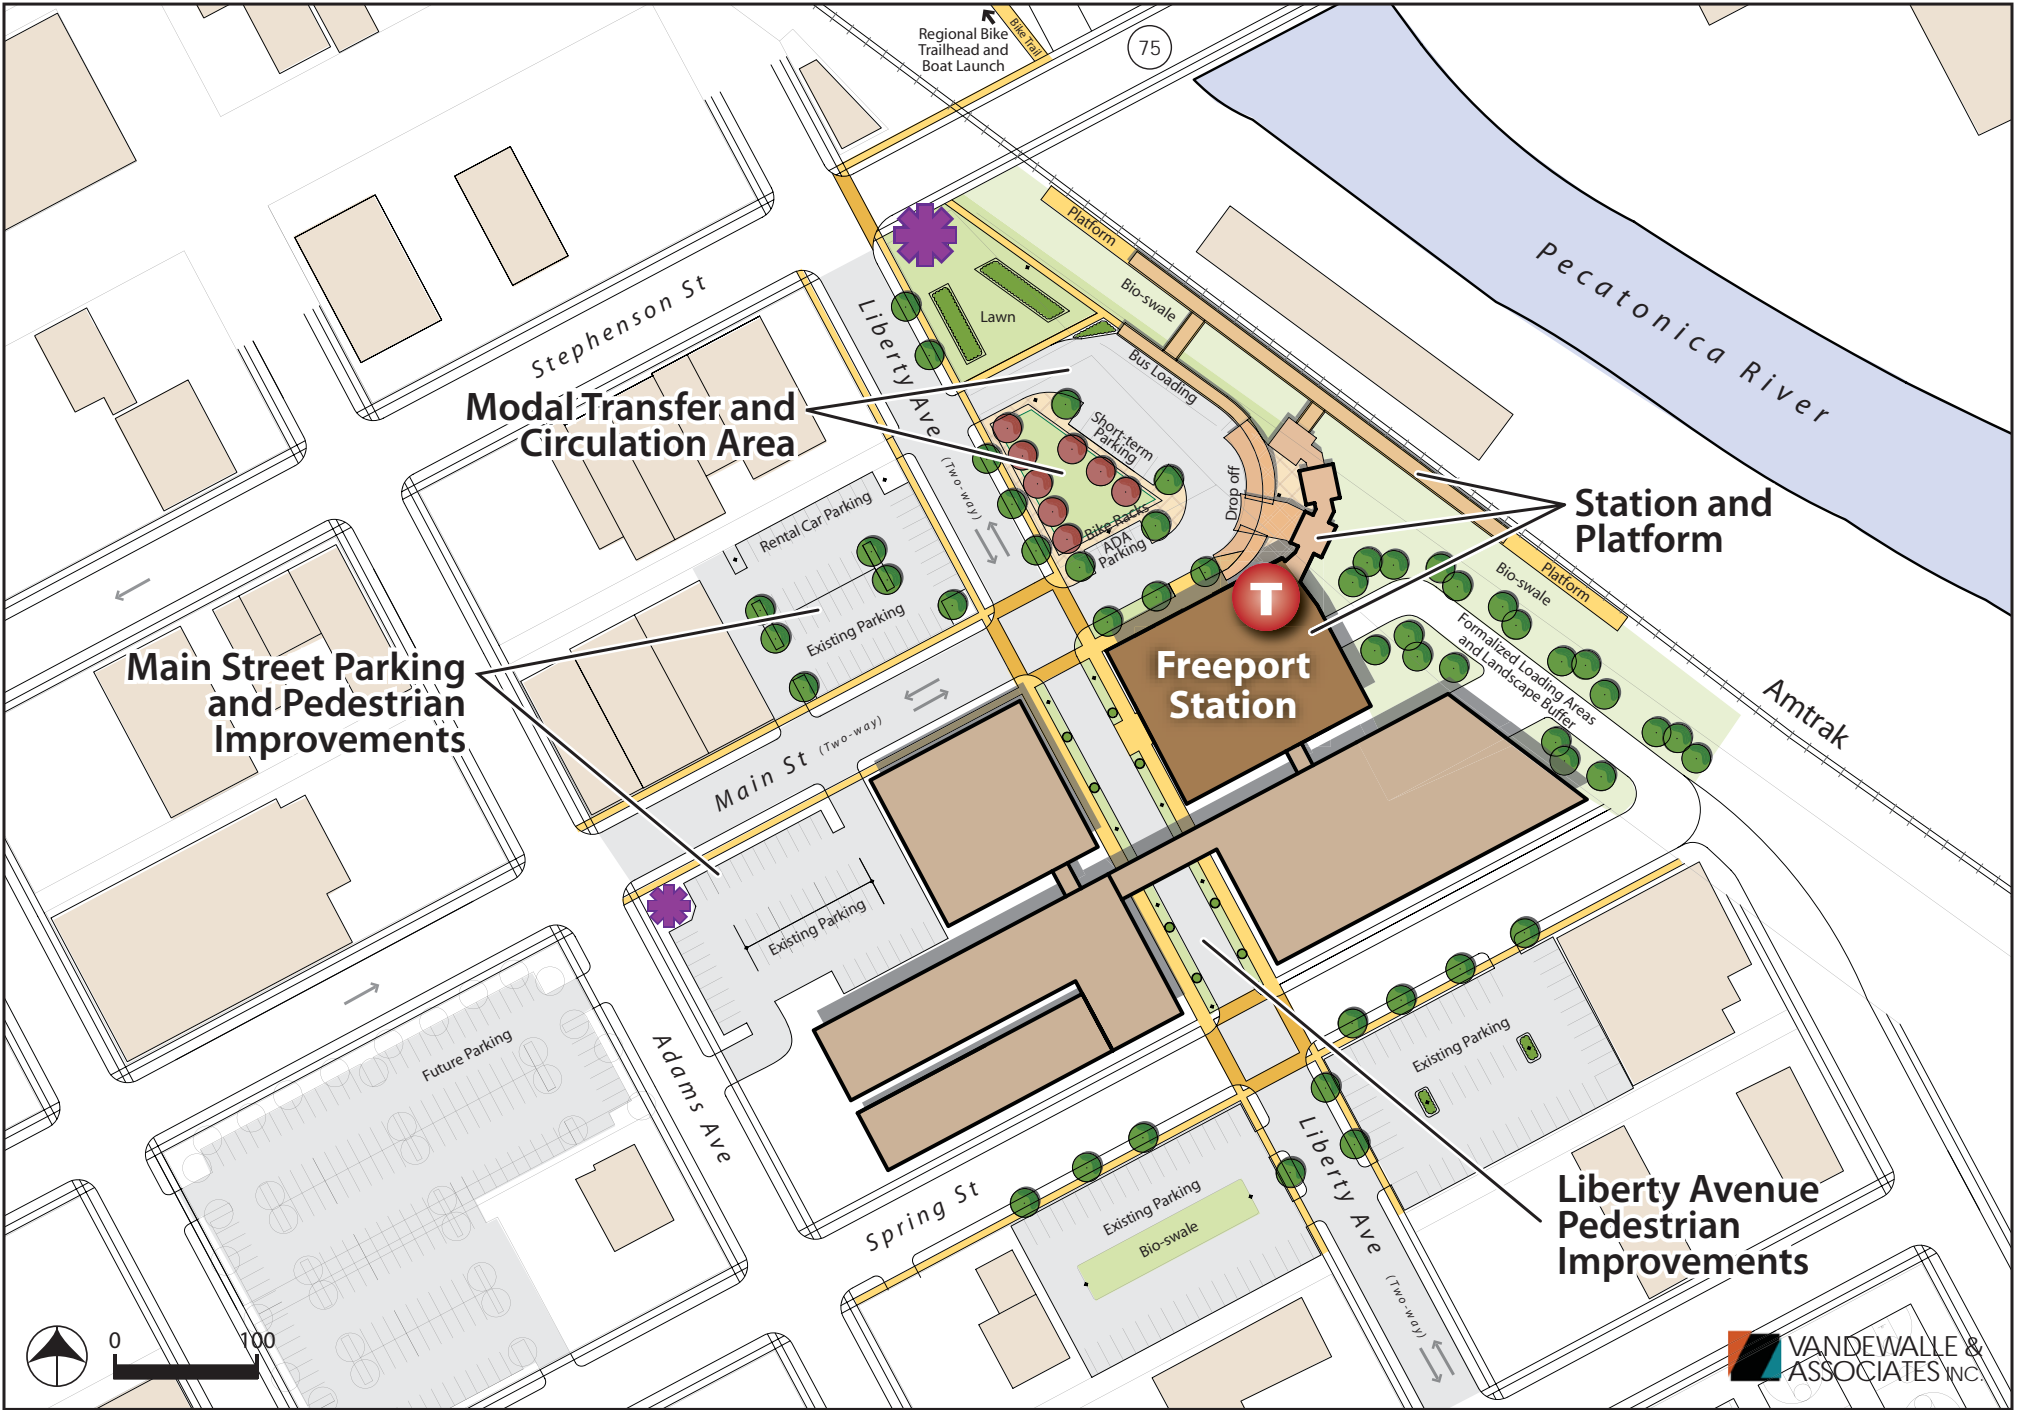 Regional Bike
Trailhead and
Boat Launch
Bike Trail
75
Platform
Bio-swale
Pecatonica River
Lawn
Liberty Ave
(Two-way)
Stephenson St
Bus Loading
Modal Transfer and
Circulation Area
Short-term
Parking
Drop off
Bike Racks
ADA
Parking
Rental Car Parking
Existing Parking
Station and
Platform
Platform
Bio-swale
Formalized Loading Areas
and Landscape Buffer
T
Freeport
Station
Amtrak
Main Street Parking
and Pedestrian
Improvements
Main St (Two-way)
Existing Parking
Future Parking
Adams Ave
Existing Parking
Spring St
Existing Parking
Bio-swale
Liberty Ave
(Two-way)
Liberty Avenue
Pedestrian
Improvements
0 100
VANDEWALLE &
ASSOCIATES INC.